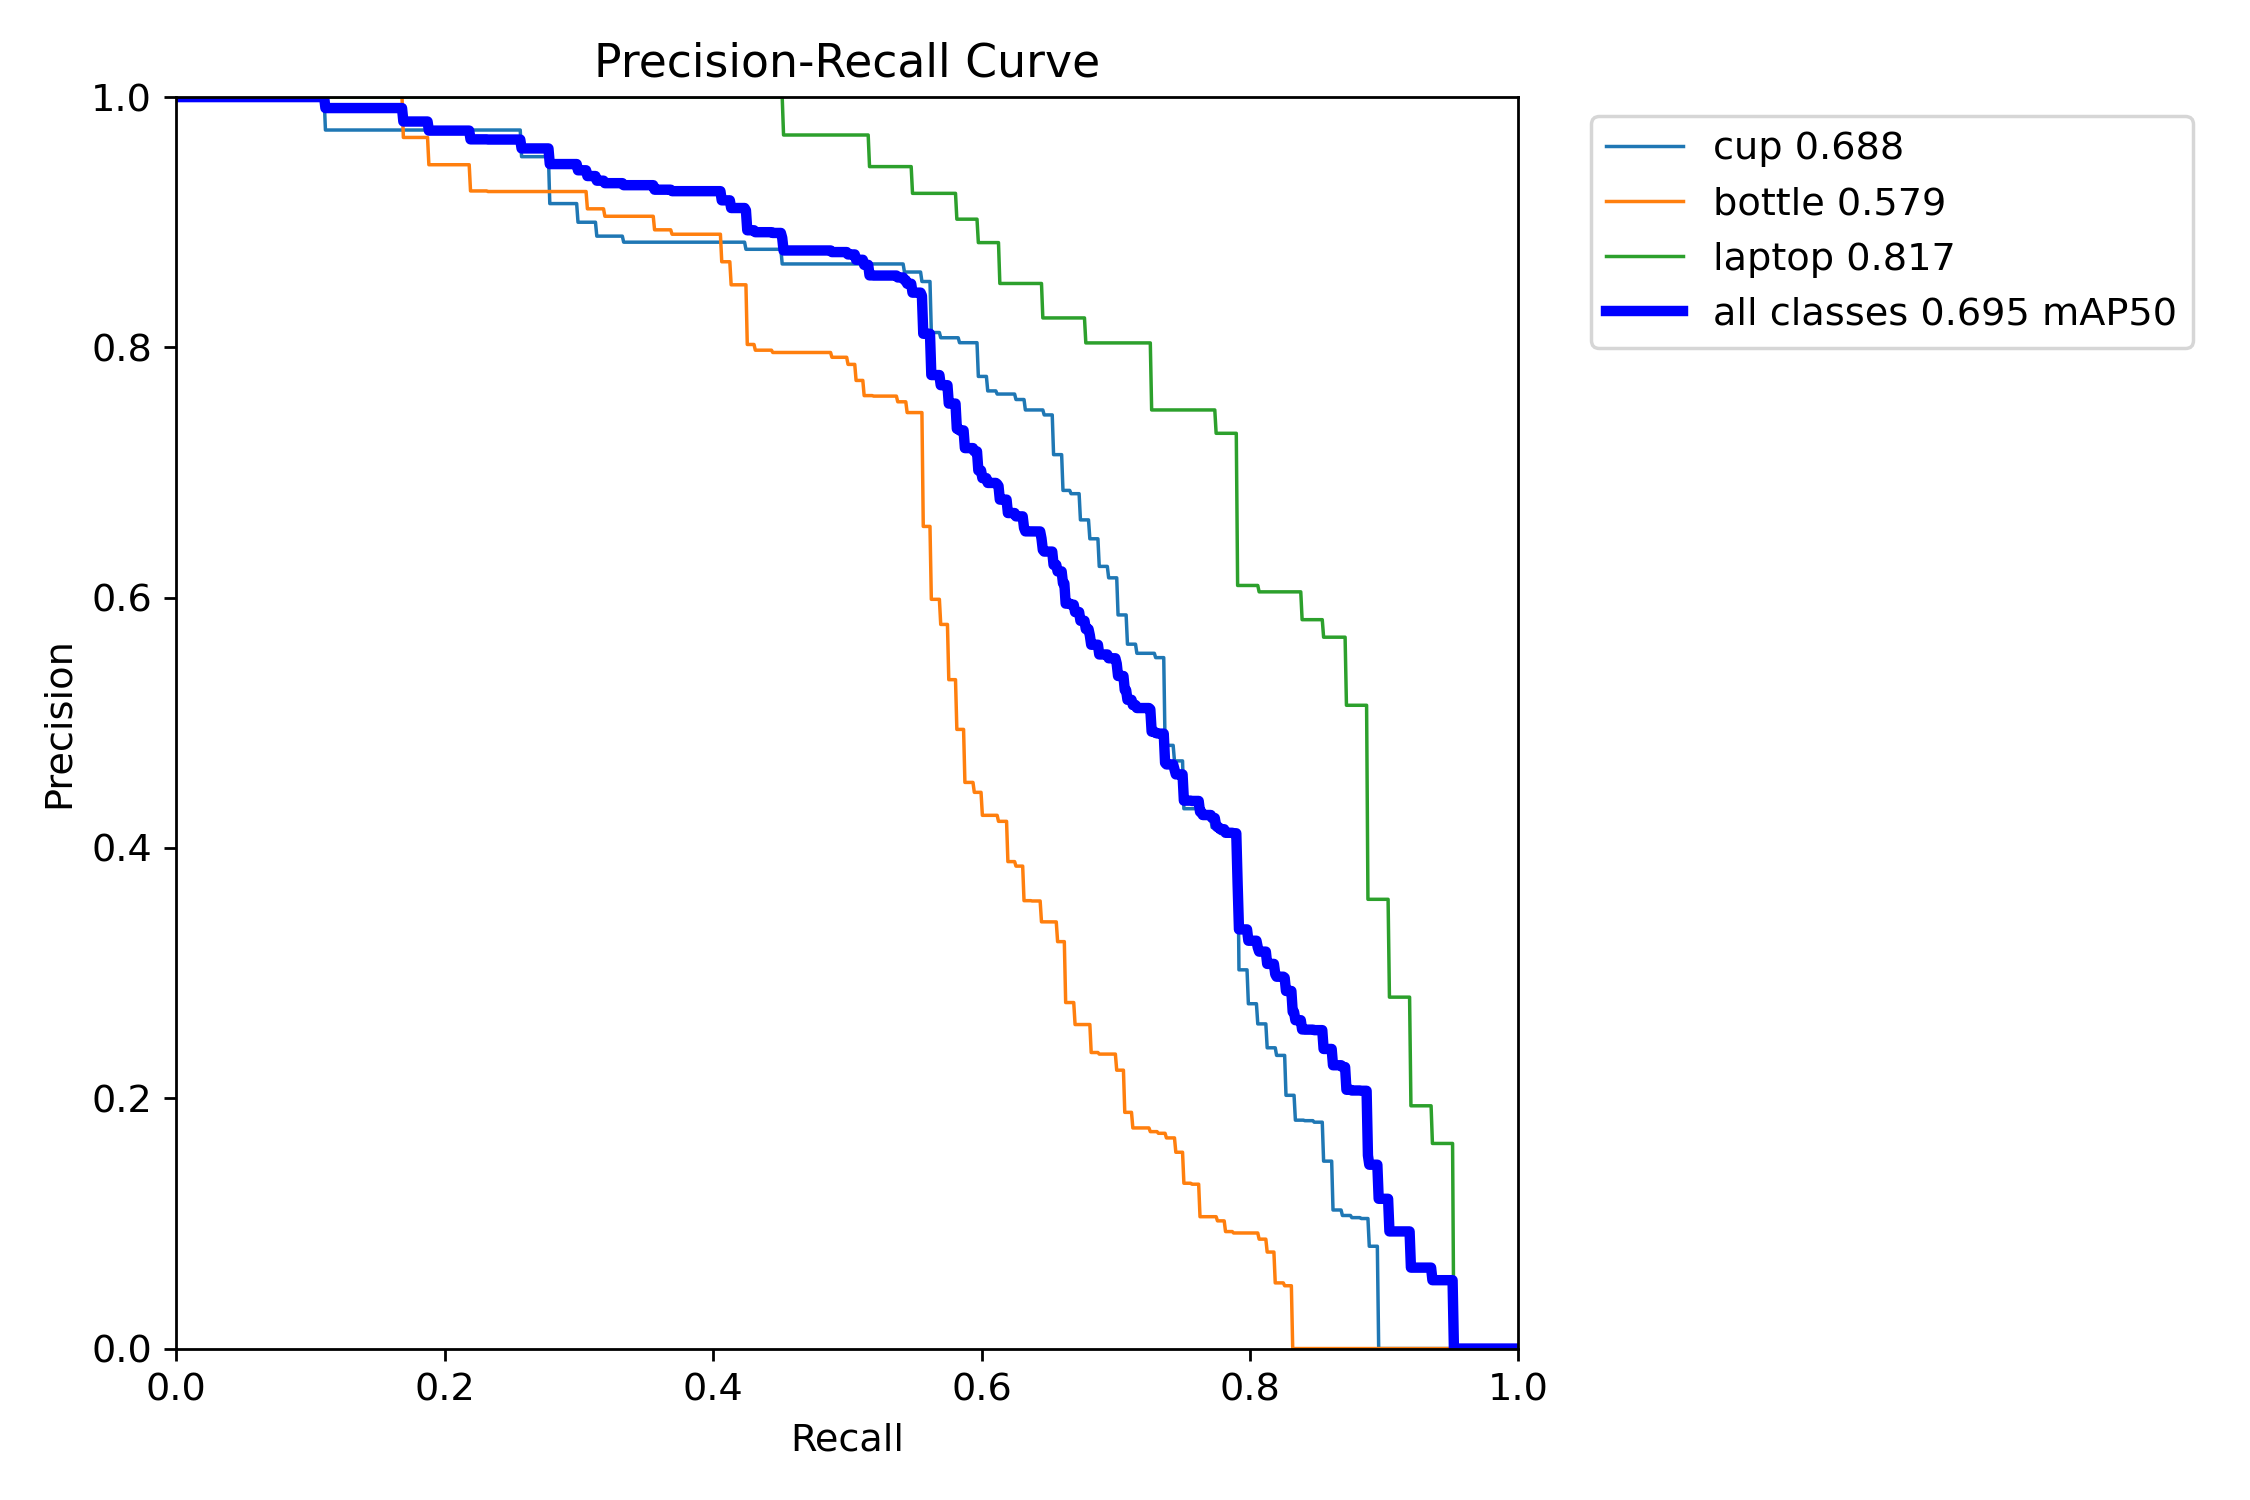 Precision-Recall Curve
1.0
0.8
0.6
0.4
0.2
0.0
Precision
0.0 0.2 0.4 0.6 0.8 1.0
Recall
cup 0.688
bottle 0.579
laptop 0.817
all classes 0.695 mAP50